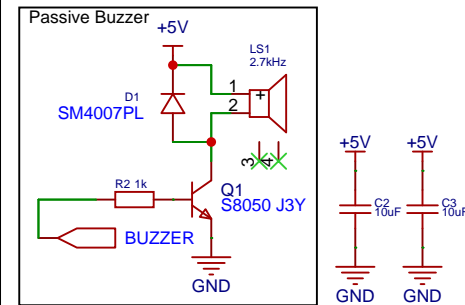 Passive Buzzer
+5V
LS1
2.7kHz
D1
SM4007PL
1
2
+
3
4
R2 1k
Q1
S8050 J3Y
BUZZER
GND
+5V
C2
10uF
GND
+5V
C3
10uF
GND